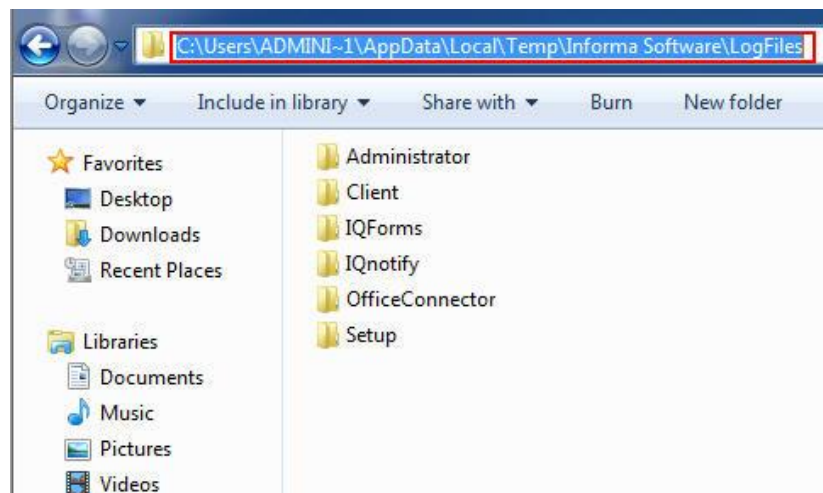 C:\Users\ADMINI~1\AppData\Local\Temp\Informa Software\LogFiles
Organize Include in library Share with Burn New folder
Favorites
Desktop
Downloads
Recent Places
Libraries
Documents
Music
Pictures
Videos
Administrator
Client
IQForms
IQnotify
OfficeConnector
Setup